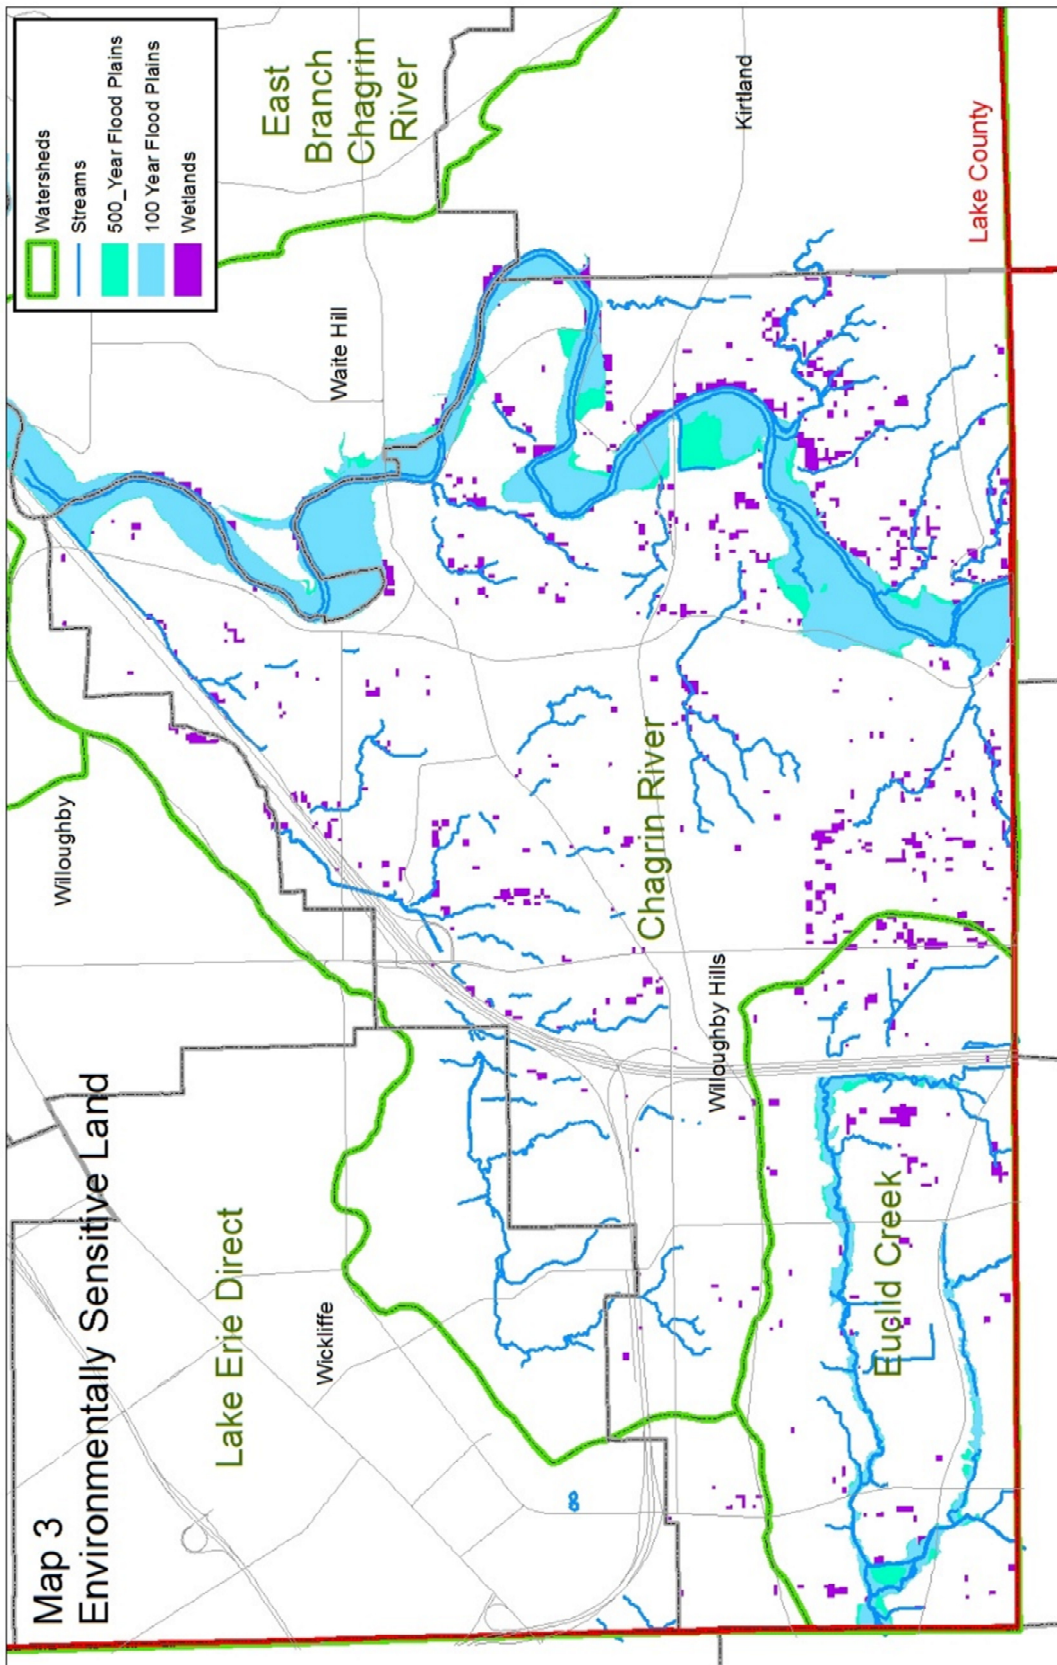 Map 3
Environmentally Sensitive Land
Watersheds
Streams
500_Year Flood Plains
100 Year Flood Plains
Wetlands
East
Branch
Chagrin
River
Willoughby
Waite Hill
Lake Erie Direct
Wickliffe
Chagrin River
Willoughby Hills
Kirtland
Euclid Creek
Lake County